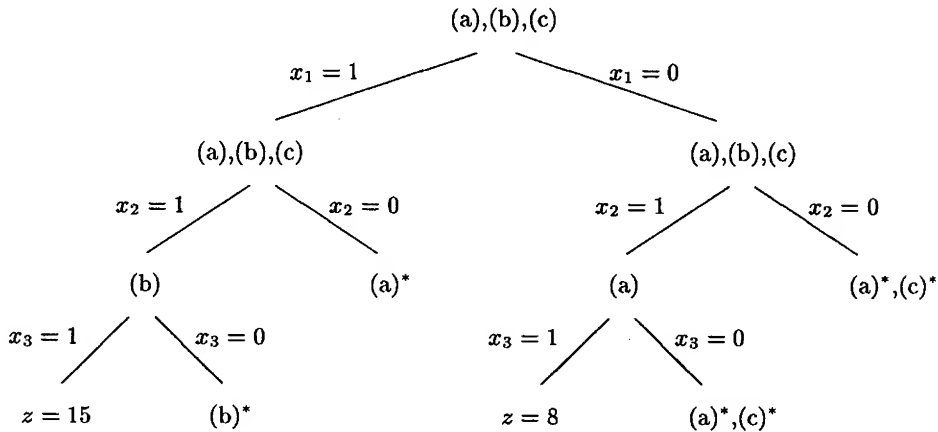 (a),(b),(c)
x₁ = 1
x₁ = 0
(a),(b),(c)
(a),(b),(c)
x₂ = 1
x₂ = 0
x₂ = 1
x₂ = 0
(b)
(a)*
(a)
(a)*,(c)*
x₃ = 1
x₃ = 0
x₃ = 1
x₃ = 0
z = 15
(b)*
z = 8
(a)*,(c)*